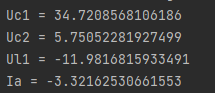 Uc1 = 34.7208568106186
Uc2 = 5.75052281927499
Ul1 = -11.9816815933491
Ia = -3.32162530661553